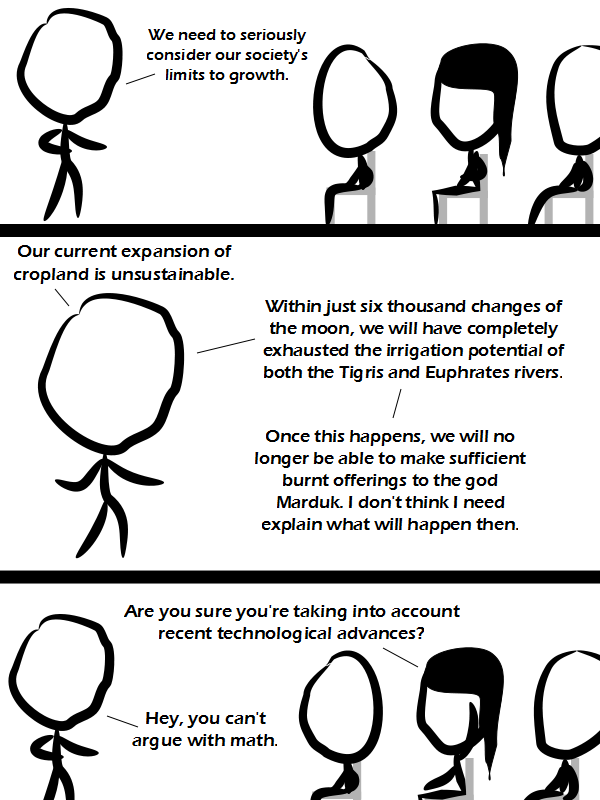 We need to seriously
consider our society's
limits to growth.
Our current expansion of
cropland is unsustainable.
Within just six thousand changes of
the moon, we will have completely
exhausted the irrigation potential of
both the Tigris and Euphrates rivers.
Once this happens, we will no
longer be able to make sufficient
burnt offerings to the god
Marduk. I don't think I need
explain what will happen then.
Are you sure you're taking into account
recent technological advances?
Hey, you can't
argue with math.